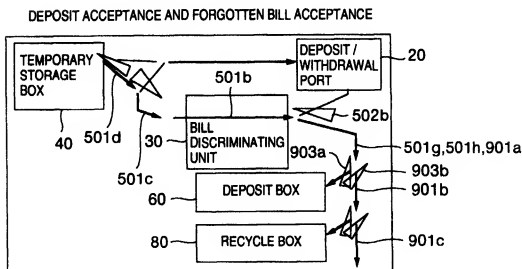 DEPOSIT ACCEPTANCE AND FORGOTTEN BILL ACCEPTANCE
TEMPORARY
STORAGE
BOX
DEPOSIT /
WITHDRAWAL
PORT
20
501b
40
501d
502b
30
BILL
DISCRIMINATING
UNIT
501c
501g,501h,901a
903a
903b
901b
60
DEPOSIT BOX
80
RECYCLE BOX
901c